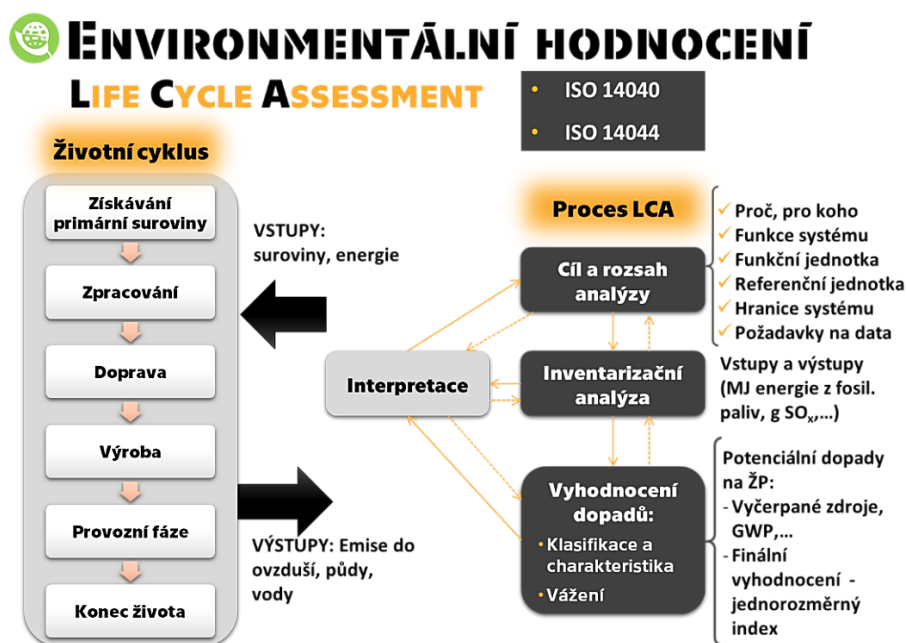 ENVIRONMENTÁLNÍ HODNOCENÍ
LIFE CYCLE ASSESSMENT
• ISO 14040
• ISO 14044
Životní cyklus
Získávání
primární suroviny
Zpracování
Doprava
Výroba
Provozní fáze
Konec života
VSTUPY:
suroviny, energie
VÝSTUPY: Emise do
ovzduší, půdy,
vody
Interpretace
Proces LCA
Cíl a rozsah
analýzy
Inventarizační
analýza
Vyhodnocení
dopadů:
• Klasifikace a
charakteristika
• Vážení
✓ Proč, pro koho
✓ Funkce systému
✓ Funkční jednotka
✓ Referenční jednotka
✓ Hranice systému
✓ Požadavky na data
Vstupy a výstupy
(MJ energie z fosil.
paliv, g SOₓ,...)
Potenciální dopady
na ŽP:
- Vyčerpané zdroje,
GWP,...
- Finální
vyhodnocení -
jednorozměrný
index